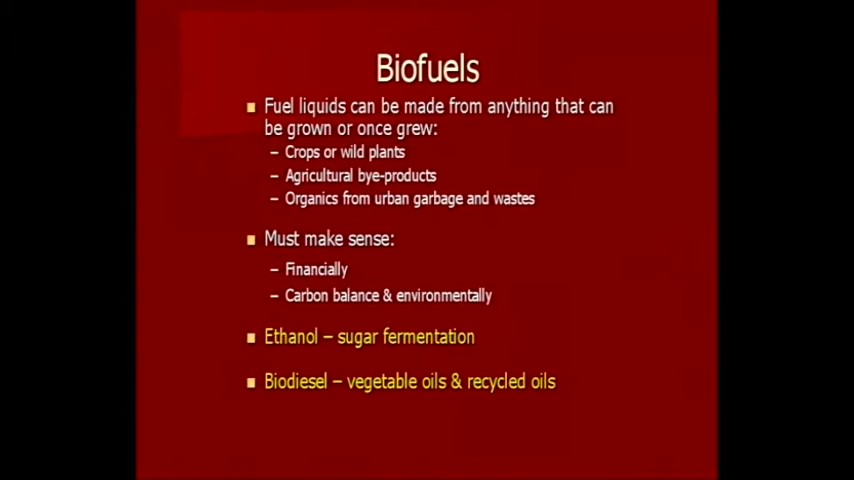 Biofuels
■ Fuel liquids can be made from anything that can
be grown or once grew:
– Crops or wild plants
– Agricultural bye-products
– Organics from urban garbage and wastes
■ Must make sense:
– Financially
– Carbon balance & environmentally
■ Ethanol – sugar fermentation
■ Biodiesel – vegetable oils & recycled oils